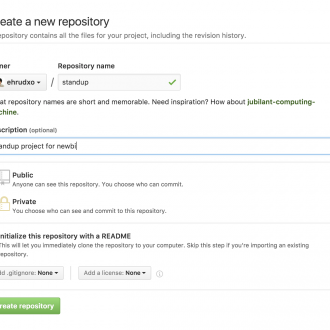 reate a new repository
epository contains all the files for your project, including the revision history.
ner Repository name
ehrudxo / standup
at repository names are short and memorable. Need inspiration? How about jubilant-computing-
chine.
scription (optional)
andup project for newbi
Public
Anyone can see this repository. You choose who can commit.
Private
You choose who can see and commit to this repository.
nitialize this repository with a README
This will let you immediately clone the repository to your computer. Skip this step if you're importing an existing
repository.
dd .gitignore: None Add a license: None
reate repository